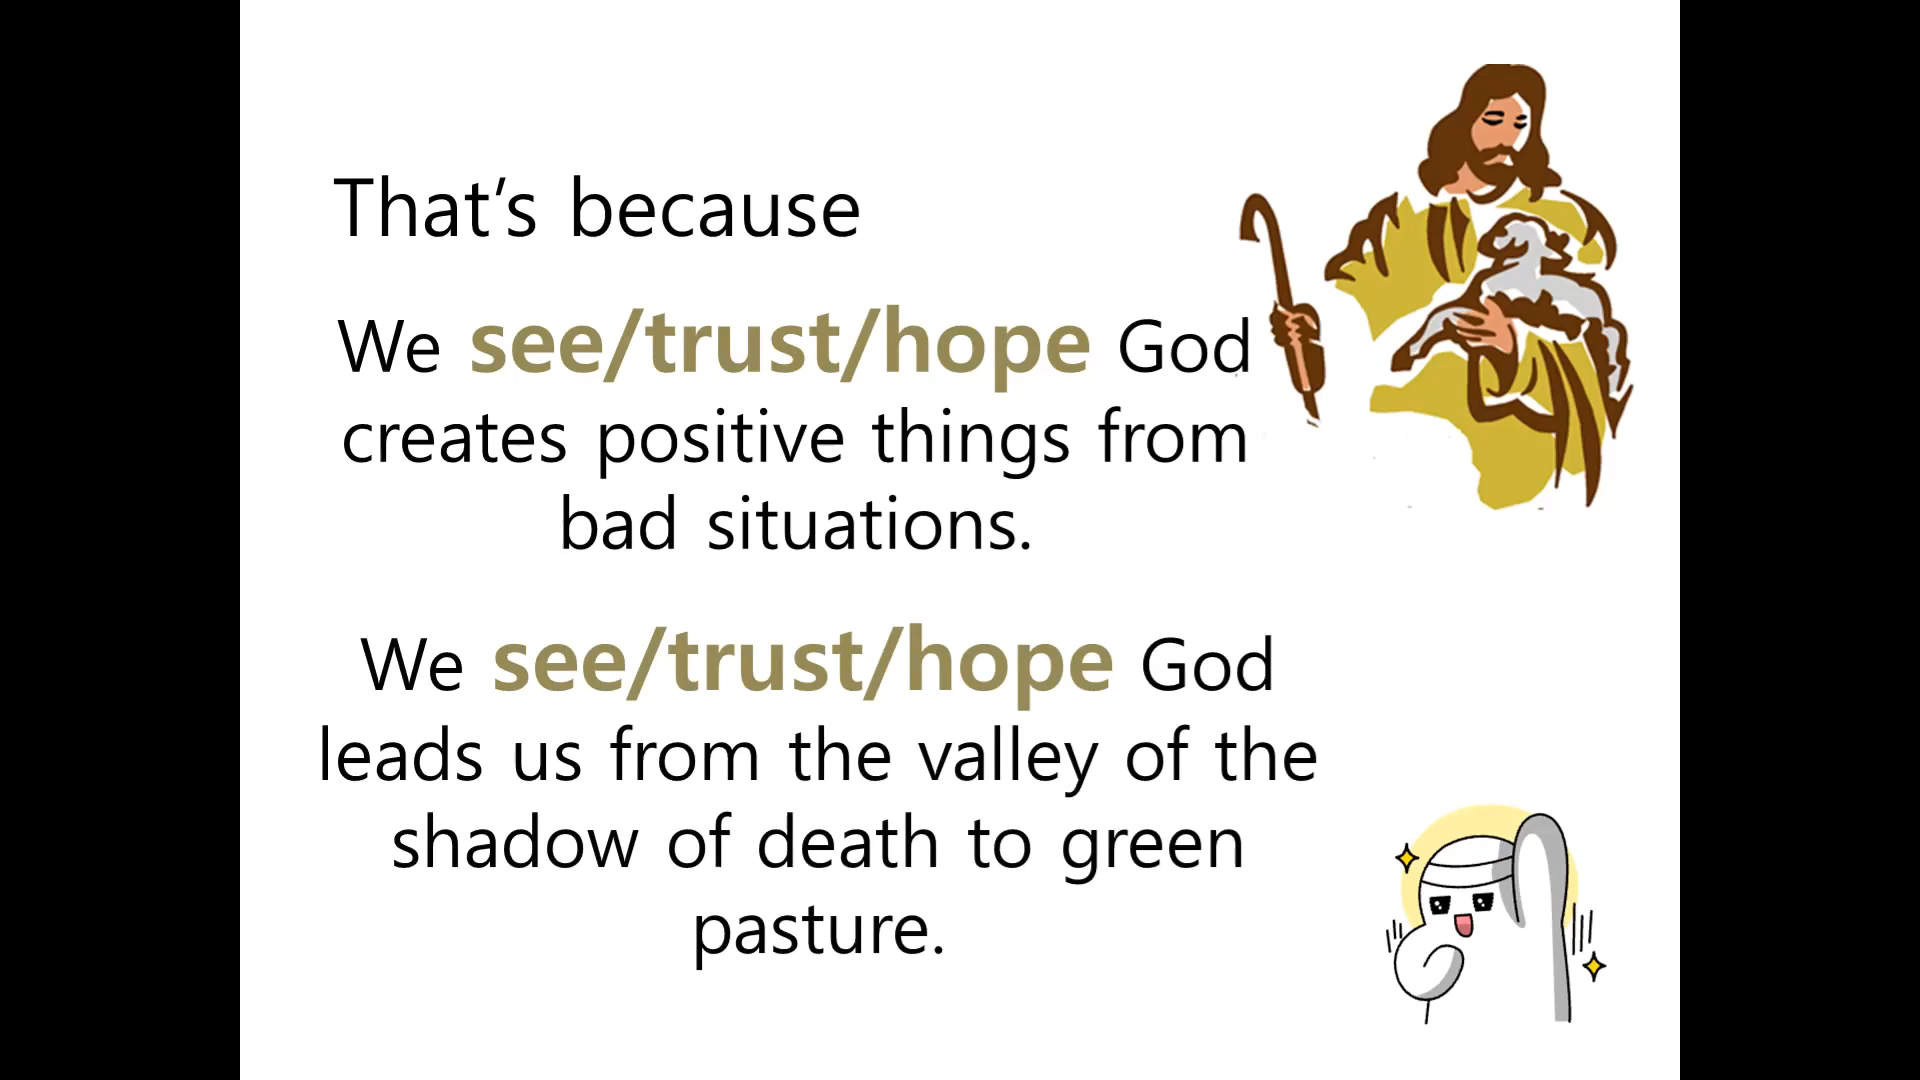 That's because
We see/trust/hope God
creates positive things from
bad situations.
We see/trust/hope God
leads us from the valley of the
shadow of death to green
pasture.